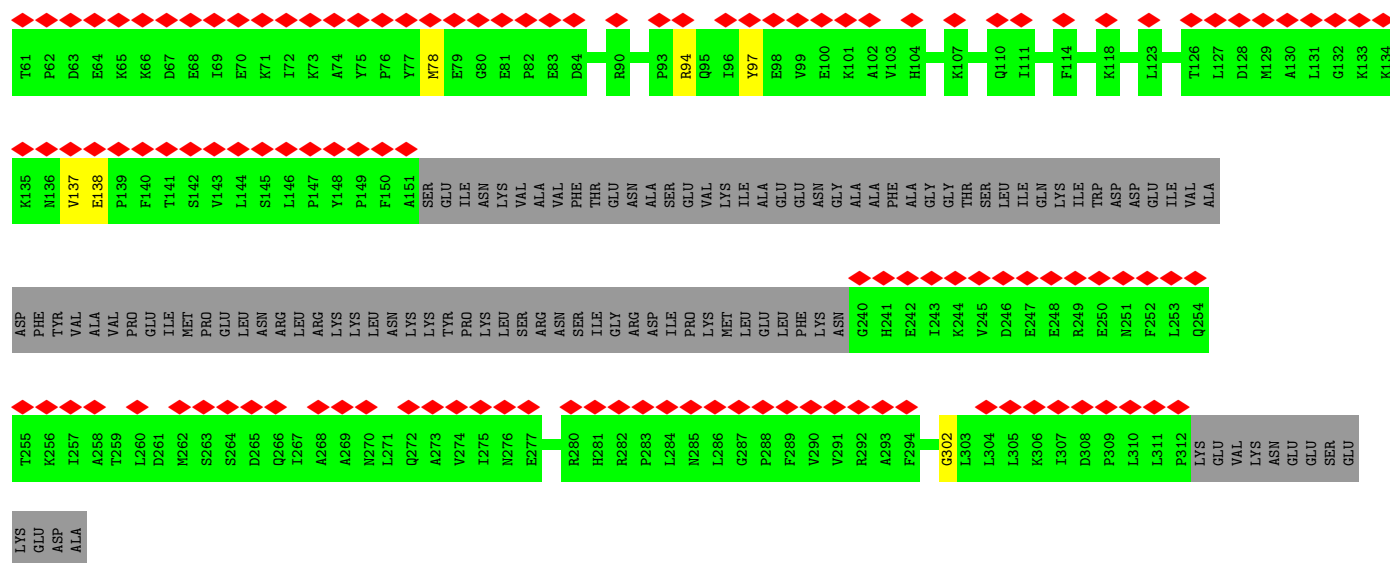 T61 P62 D63 E64 K65 K66 D67 E68 I69 E70 K71 I72 K73 A74 Y75 P76 Y77 M78 E79 G80 E81 P82 E83 D84 R90 P93 R94 Q95 I96 Y97 E98 V99 E100 K101 A102 V103 H104 K107 Q110 I111 F114 K118 L123 T126 L127 D128 M129 A130 L131 G132 K133 K134
K135 N136 V137 E138 P139 F140 T141 S142 V143 L144 S145 L146 P147 Y148 P149 F150 A151 SER GLU ILE ASN LYS VAL ALA VAL PHE THR GLU ASN ALA SER GLU VAL LYS ILE ALA GLU GLU ASN GLY ALA ALA PHE ALA GLY GLY THR SER LEU ILE GLN LYS ILE TRP ASP ASP GLU ILE VAL ALA
ASP PHE TYR VAL ALA VAL PRO GLU ILE MET PRO GLU LEU ASN ARG LEU ARG LYS LYS LEU ASN LYS LYS TYR PRO LYS LEU SER ARG ASN SER ILE GLY ARG ASP ILE PRO LYS MET LEU GLU LEU PHE LYS ASN G240 H241 E242 I243 K244 V245 D246 E247 E248 R249 E250 N251 F252 L253 Q254
T255 K256 I257 A258 T259 L260 D261 M262 S263 S264 D265 Q266 I267 A268 A269 N270 L271 Q272 A273 V274 I275 N276 E277 R280 H281 R282 P283 L284 N285 L286 G287 P288 F289 V290 V291 R292 A293 F294 G302 L303 L304 L305 K306 I307 D308 P309 L310 L311 P312 LYS GLU VAL LYS ASN GLU GLU SER GLU
LYS GLU ASP ALA